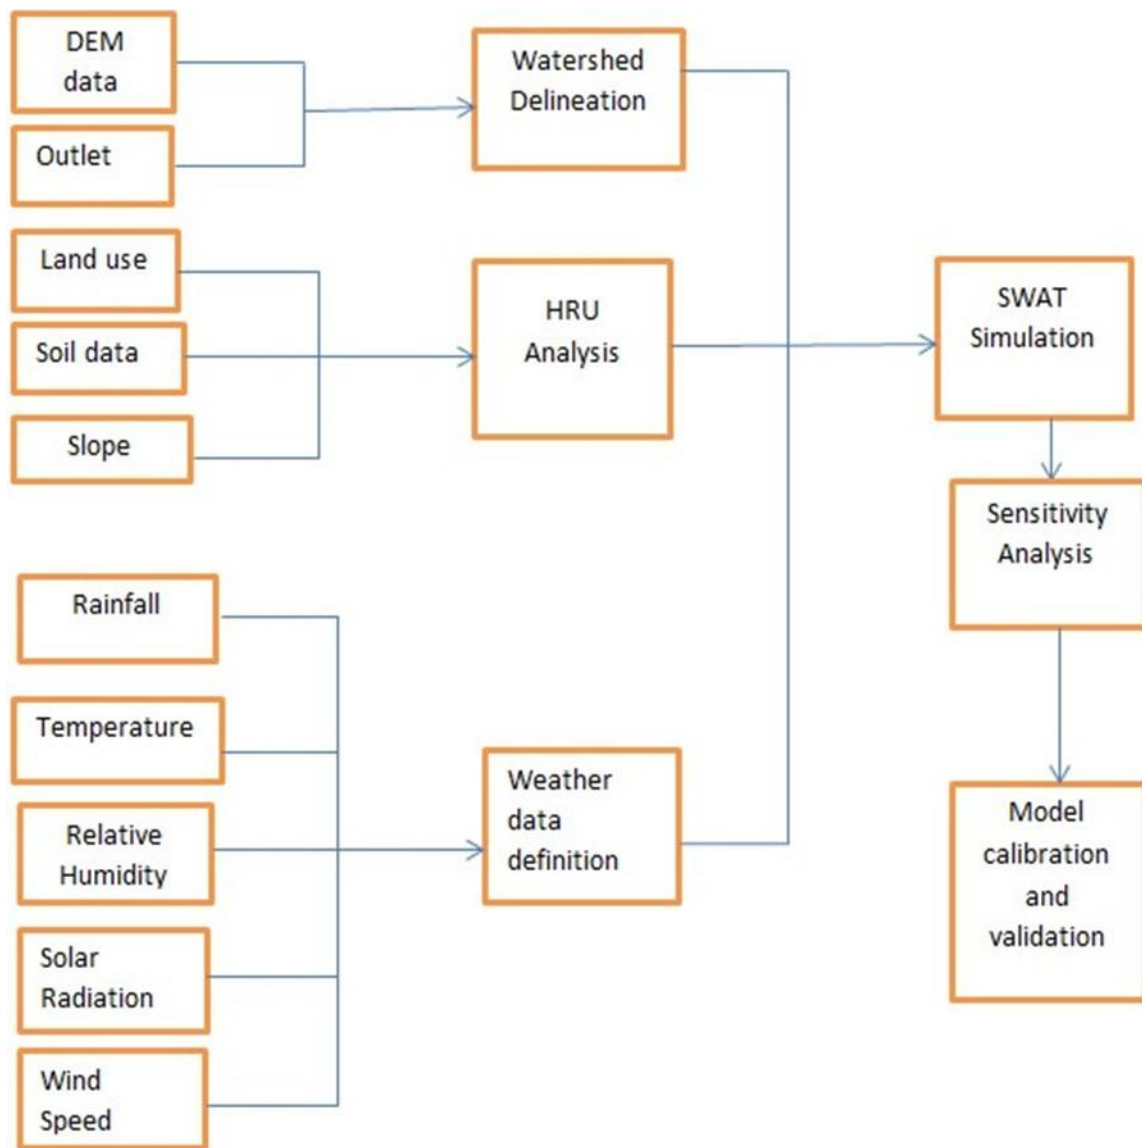 DEM
data
Outlet
Land use
Soil data
Slope
Rainfall
Temperature
Relative
Humidity
Solar
Radiation
Wind
Speed
Watershed
Delineation
HRU
Analysis
Weather
data
definition
SWAT
Simulation
Sensitivity
Analysis
Model
calibration
and
validation